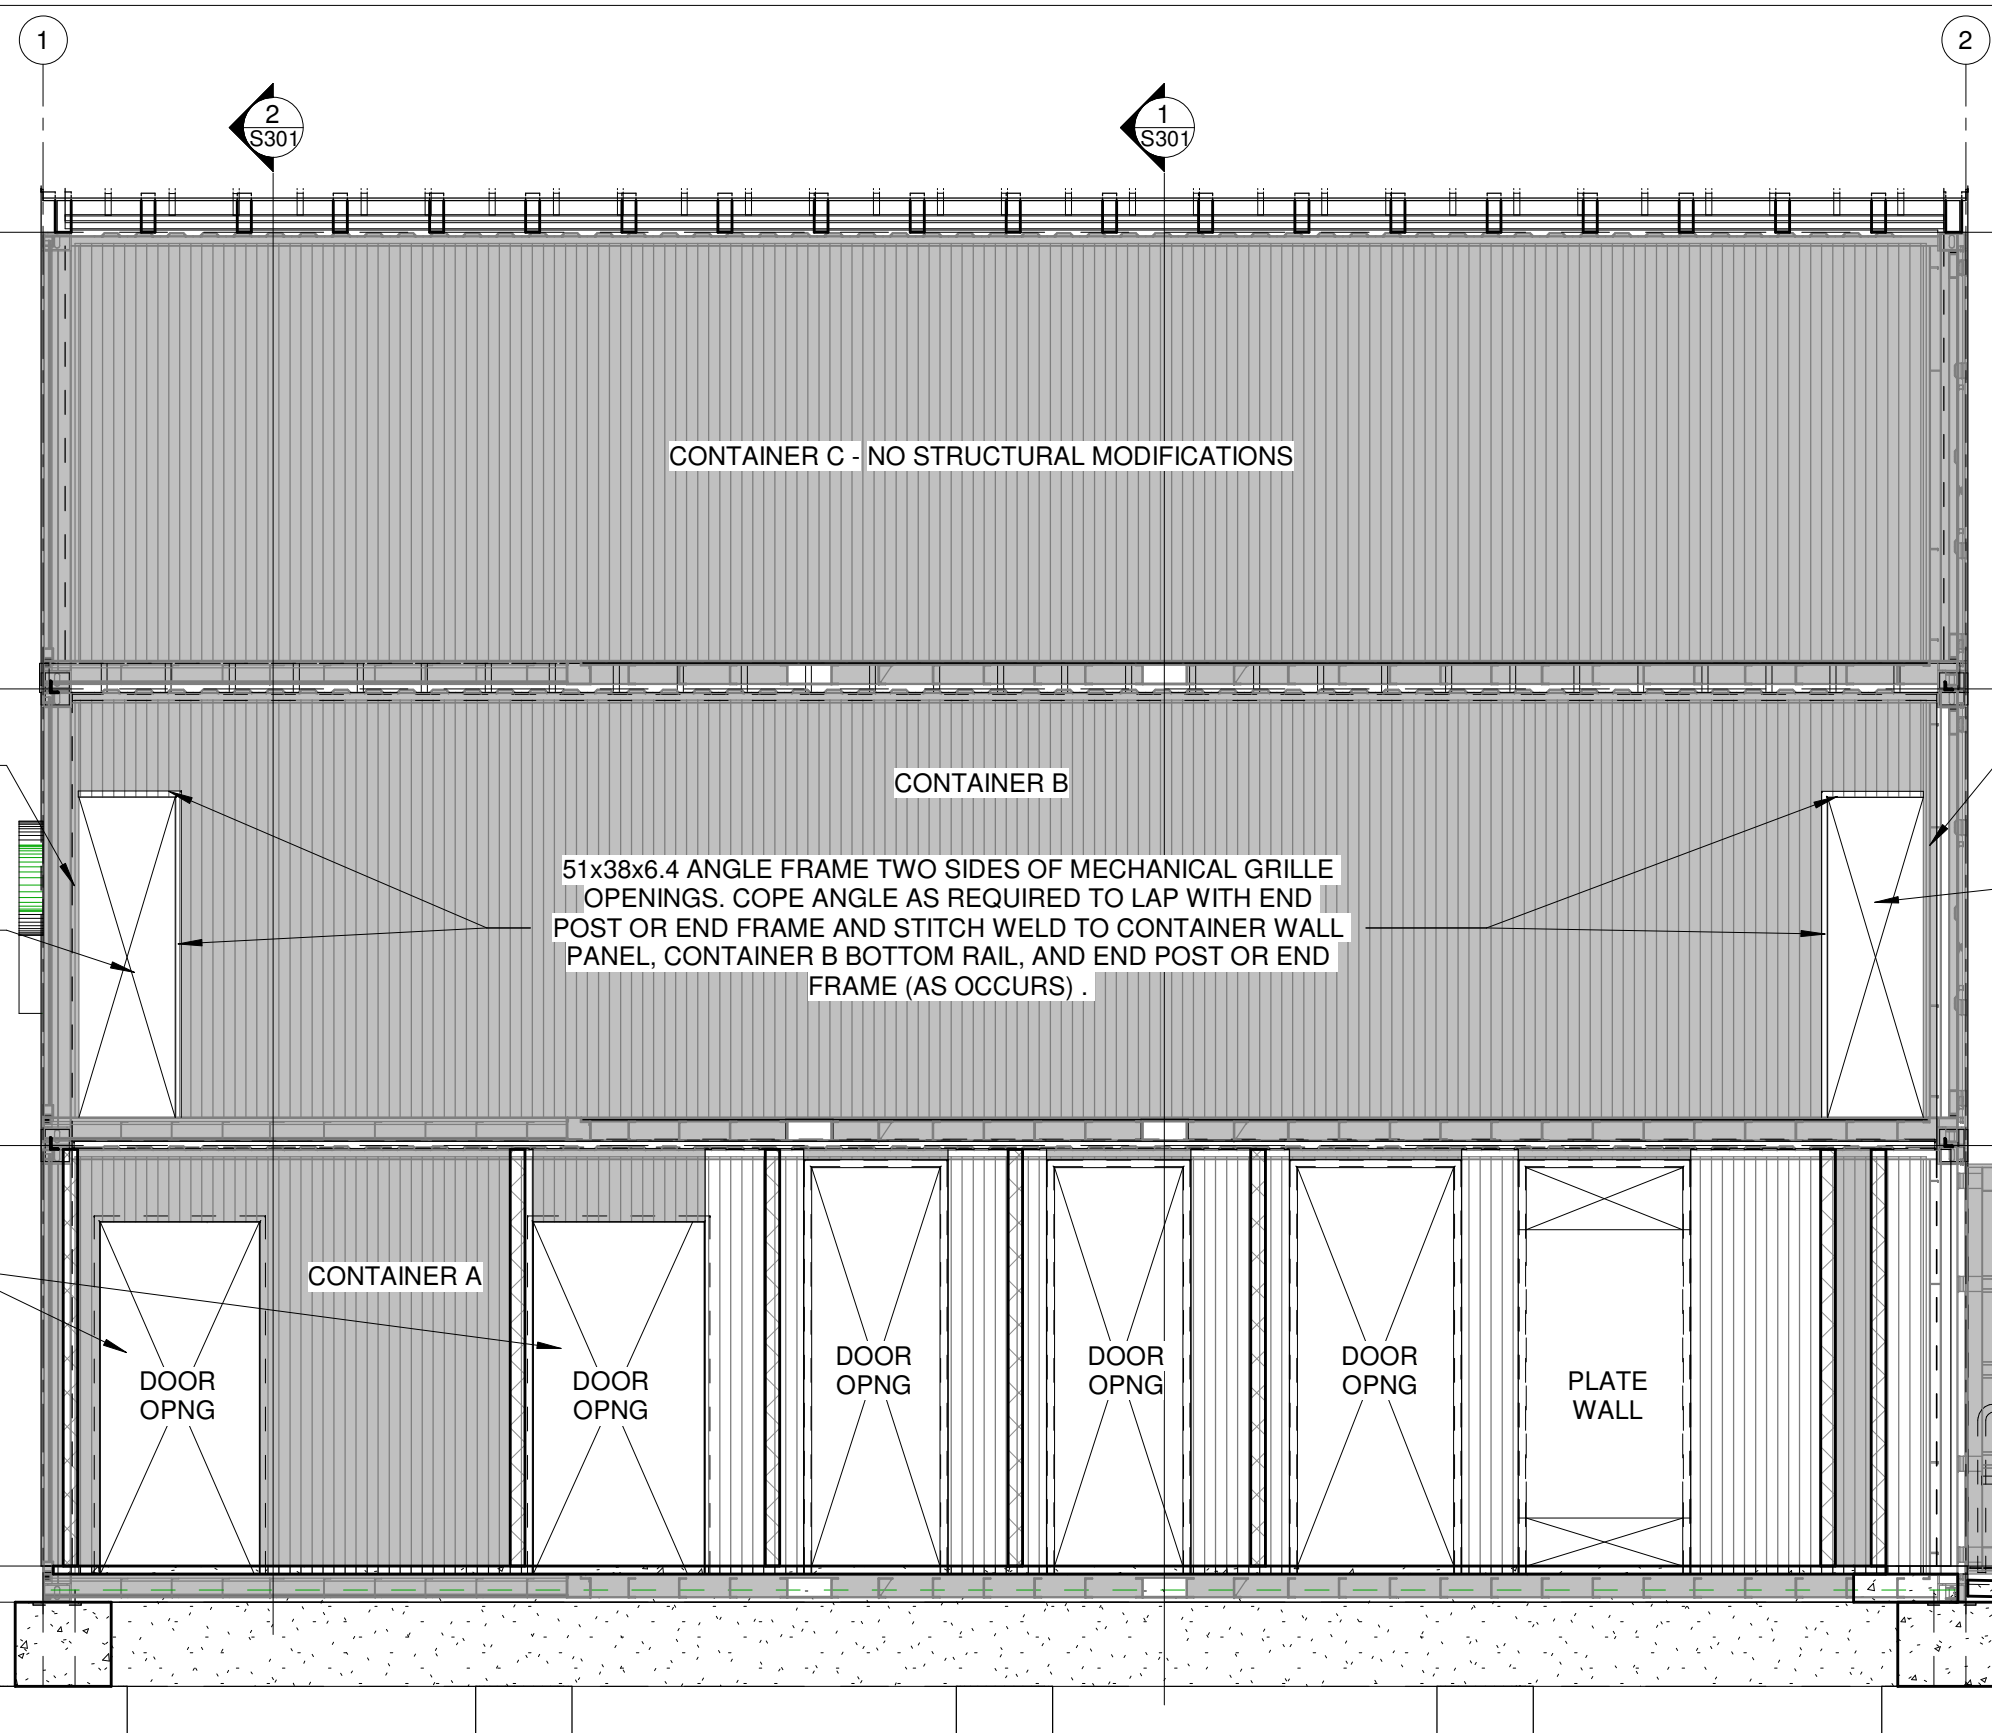 1
2
2
S301
1
S301
CONTAINER C - NO STRUCTURAL MODIFICATIONS
CONTAINER B
51x38x6.4 ANGLE FRAME TWO SIDES OF MECHANICAL GRILLE
OPENINGS. COPE ANGLE AS REQUIRED TO LAP WITH END
POST OR END FRAME AND STITCH WELD TO CONTAINER WALL
PANEL, CONTAINER B BOTTOM RAIL, AND END POST OR END
FRAME (AS OCCURS) .
CONTAINER A
DOOR
OPNG
DOOR
OPNG
DOOR
OPNG
DOOR
OPNG
DOOR
OPNG
PLATE
WALL